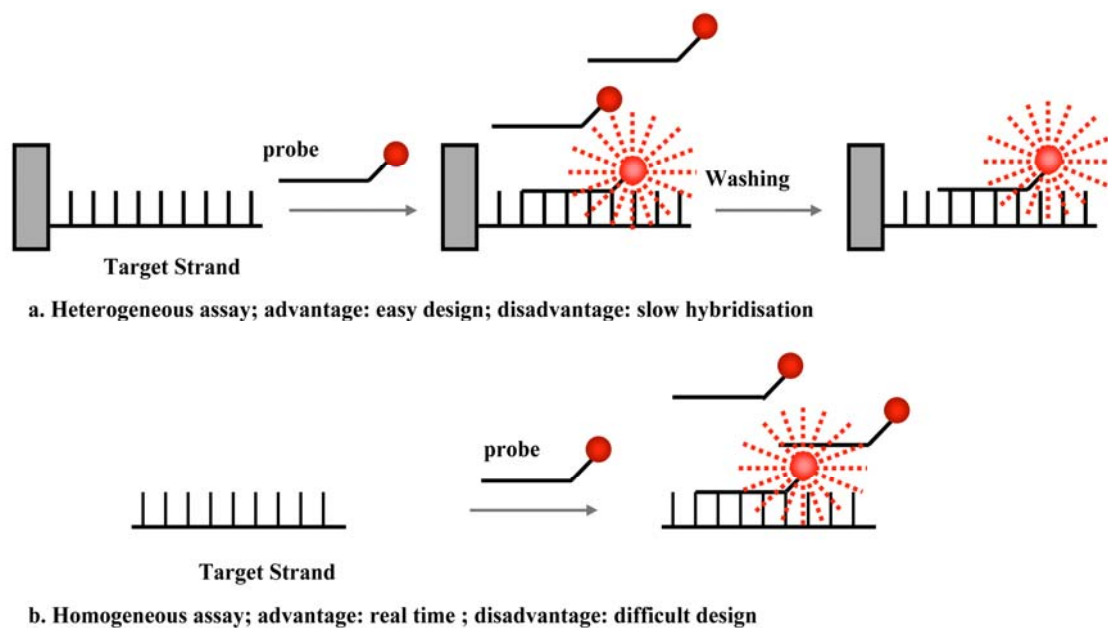 probe
Washing
Target Strand
a. Heterogeneous assay; advantage: easy design; disadvantage: slow hybridisation
probe
Target Strand
b. Homogeneous assay; advantage: real time ; disadvantage: difficult design